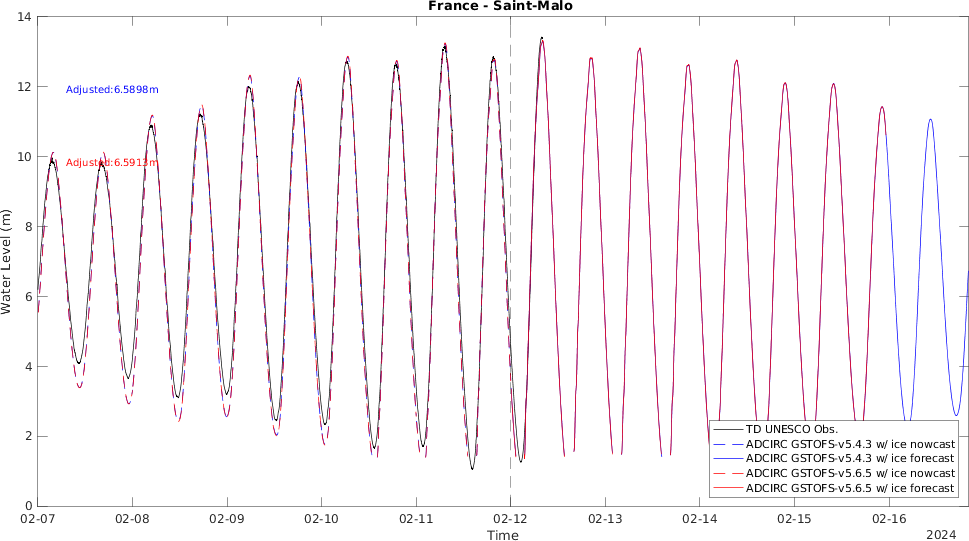 France - Saint-Malo
14
12
10
8
6
4
2
0
Water Level (m)
Adjusted:6.5898m
Adjusted:6.5913m
TD UNESCO Obs.
ADCIRC GSTOFS-v5.4.3 w/ ice nowcast
ADCIRC GSTOFS-v5.4.3 w/ ice forecast
ADCIRC GSTOFS-v5.6.5 w/ ice nowcast
ADCIRC GSTOFS-v5.6.5 w/ ice forecast
02-07 02-08 02-09 02-10 02-11 02-12 02-13 02-14 02-15 02-16
Time
2024